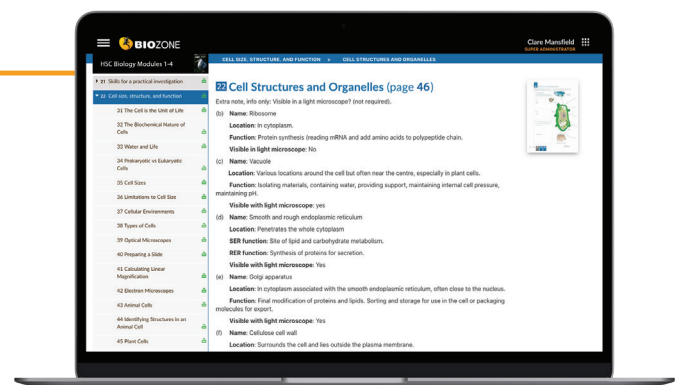 BIOZONE
Clare Mansfield
SUPER ADMINISTRATOR
HSC Biology Modules 1-4
CELL SIZE, STRUCTURE, AND FUNCTION > CELL STRUCTURES AND ORGANELLES
21 Skills for a practical investigation
22 Cell size, structure, and function
31 The Cell is the Unit of Life
32 The Biochemical Nature of
Cells
33 Water and Life
34 Prokaryotic vs Eukaryotic
Cells
35 Cell Sizes
36 Limitations to Cell Size
37 Cellular Environments
38 Types of Cells
39 Optical Microscopes
40 Preparing a Slide
41 Calculating Linear
Magnification
42 Electron Microscopes
43 Animal Cells
44 Identifying Structures in an
Animal Cell
45 Plant Cells
22 Cell Structures and Organelles (page 46)
Extra note, info only: Visible in a light microscope? (not required).
(b) Name: Ribosome
Location: In cytoplasm.
Function: Protein synthesis (reading mRNA and add amino acids to polypeptide chain.
Visible in light microscope: No
(c) Name: Vacuole
Location: Various locations around the cell but often near the centre, especially in plant cells.
Function: Isolating materials, containing water, providing support, maintaining internal cell pressure,
maintaining pH.
Visible with light microscope: yes
(d) Name: Smooth and rough endoplasmic reticulum
Location: Penetrates the whole cytoplasm
SER function: Site of lipid and carbohydrate metabolism.
RER function: Synthesis of proteins for secretion.
Visible with light microscope: Yes
(e) Name: Golgi apparatus
Location: In cytoplasm associated with the smooth endoplasmic reticulum, often close to the nucleus.
Function: Final modification of proteins and lipids. Sorting and storage for use in the cell or packaging
molecules for export.
Visible with light microscope: Yes
(f) Name: Cellulose cell wall
Location: Surrounds the cell and lies outside the plasma membrane.